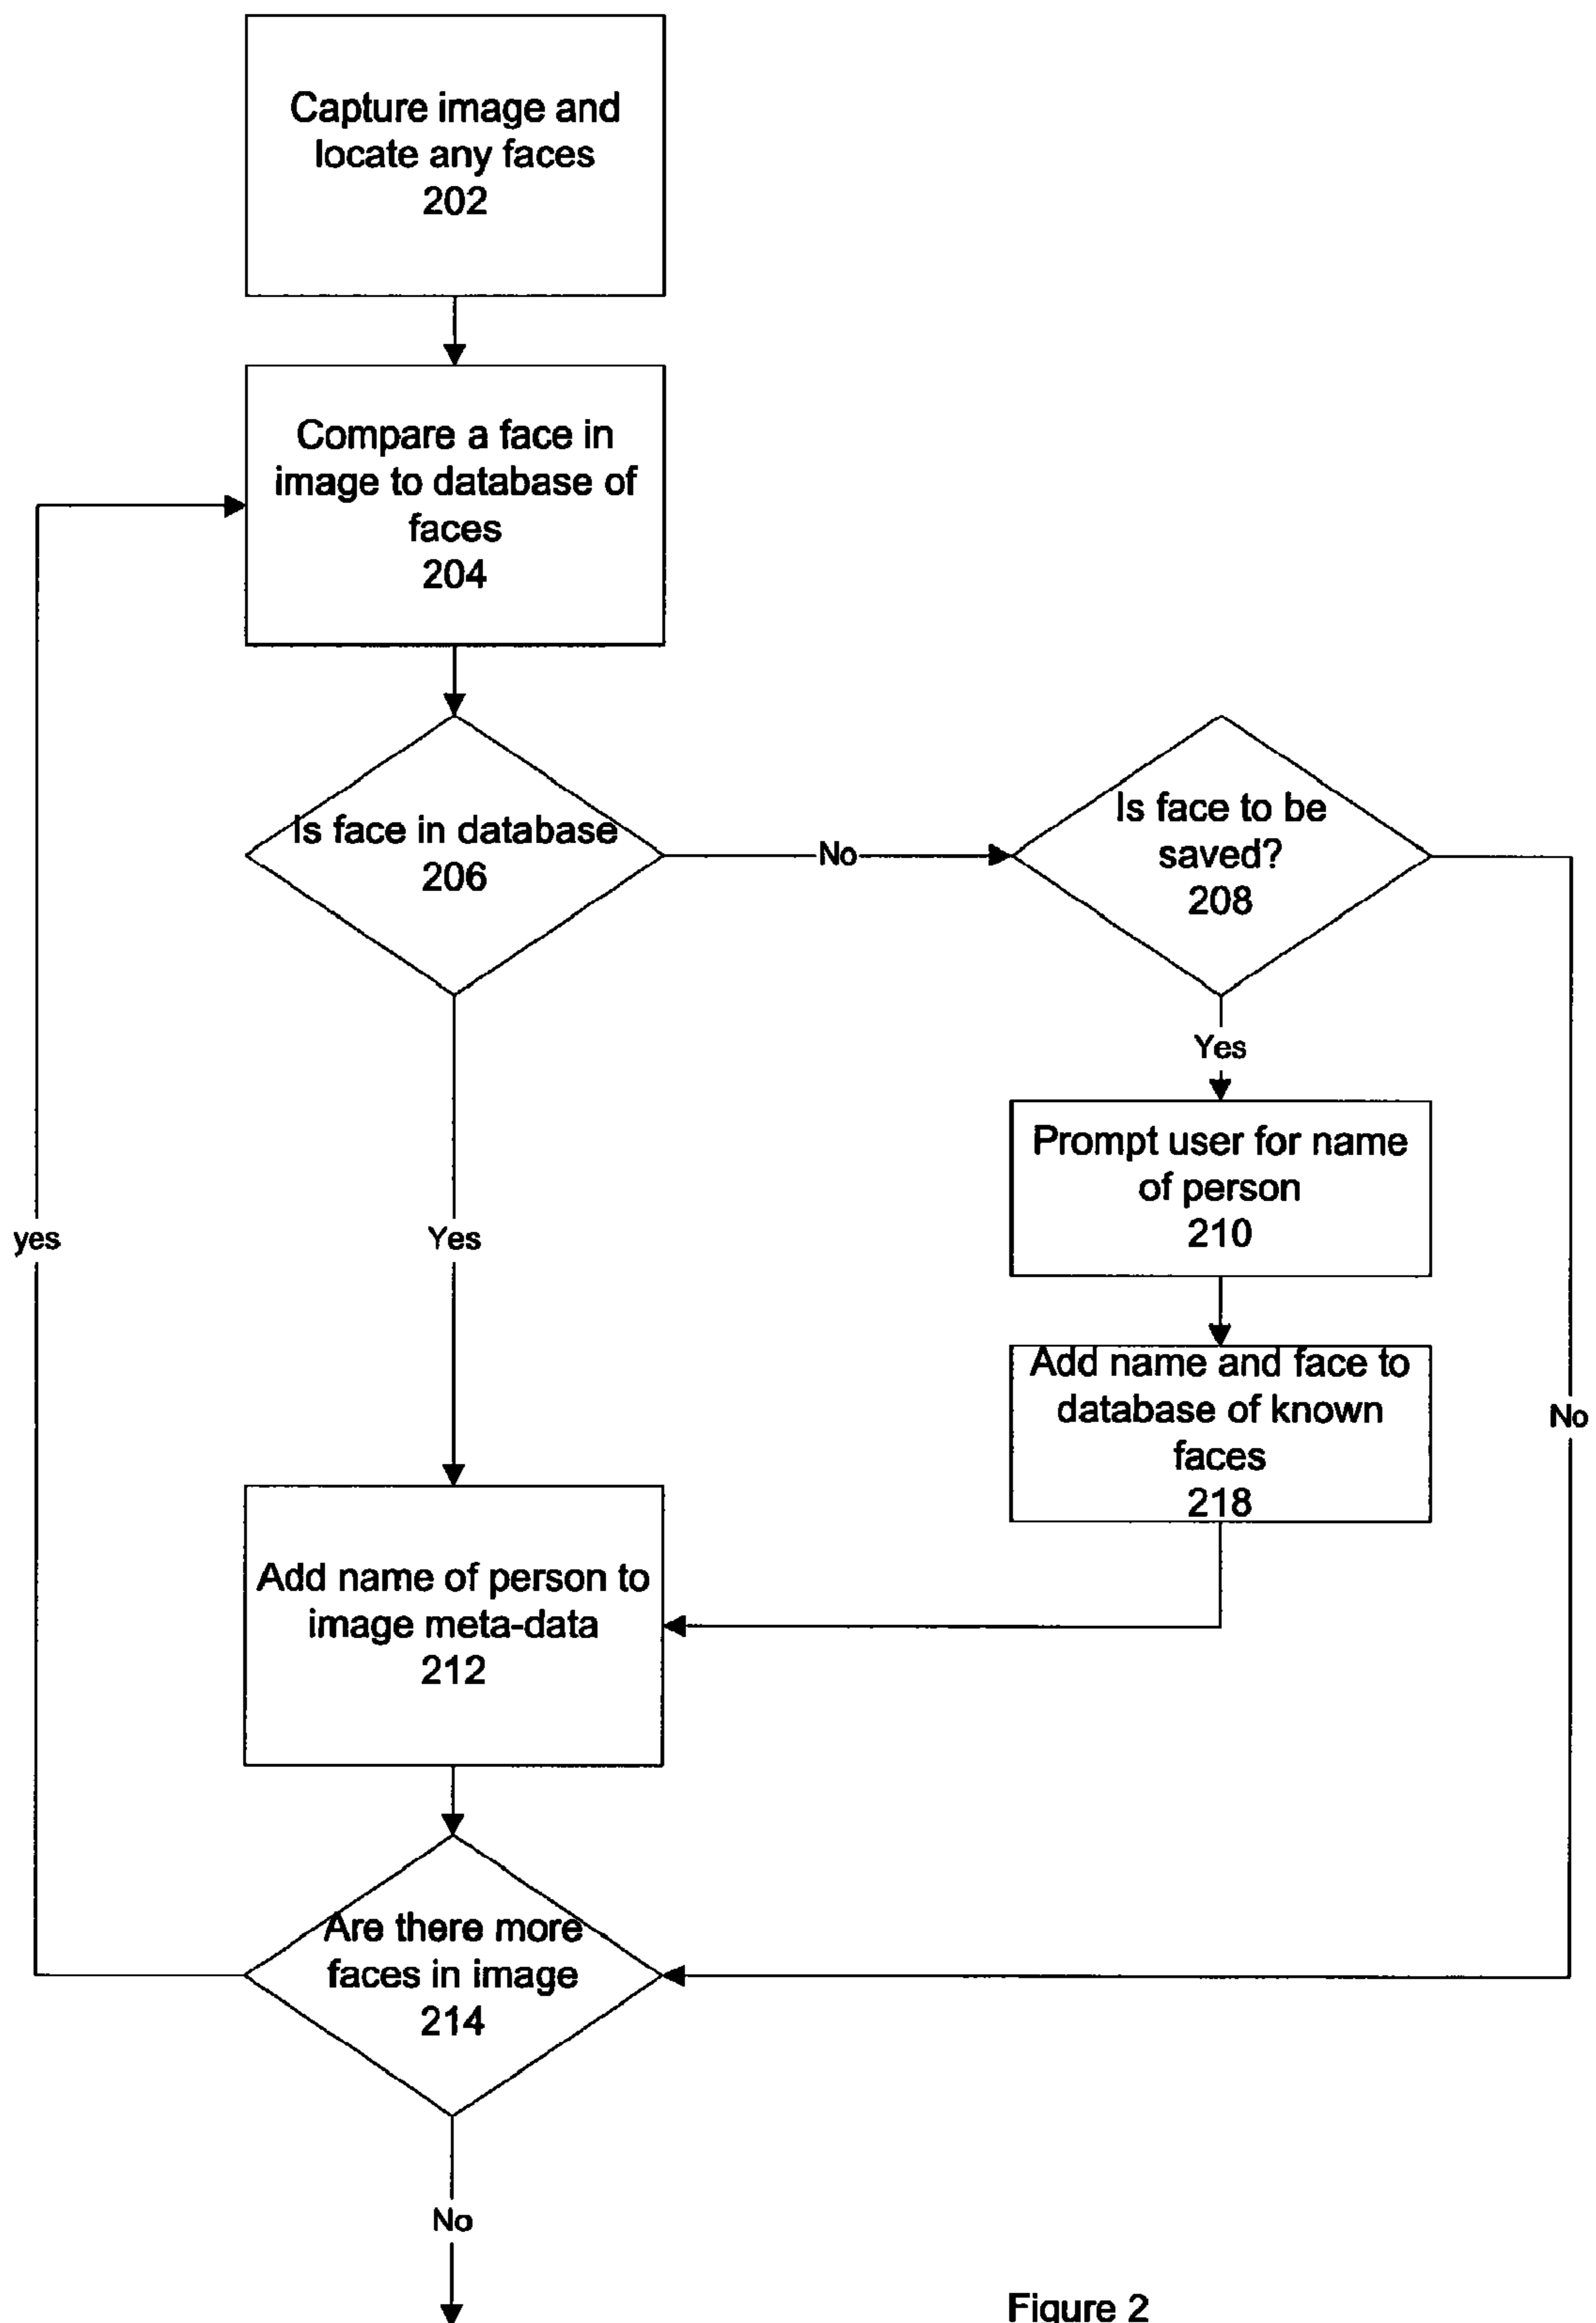 Capture image and
locate any faces
202
Compare a face in
image to database of
faces
204
Is face in database
206
No
Is face to be
saved?
208
Yes
Prompt user for name
of person
210
yes
Yes
Add name and face to
database of known
faces
218
No
Add name of person to
image meta-data
212
Are there more
faces in image
214
No
Figure 2